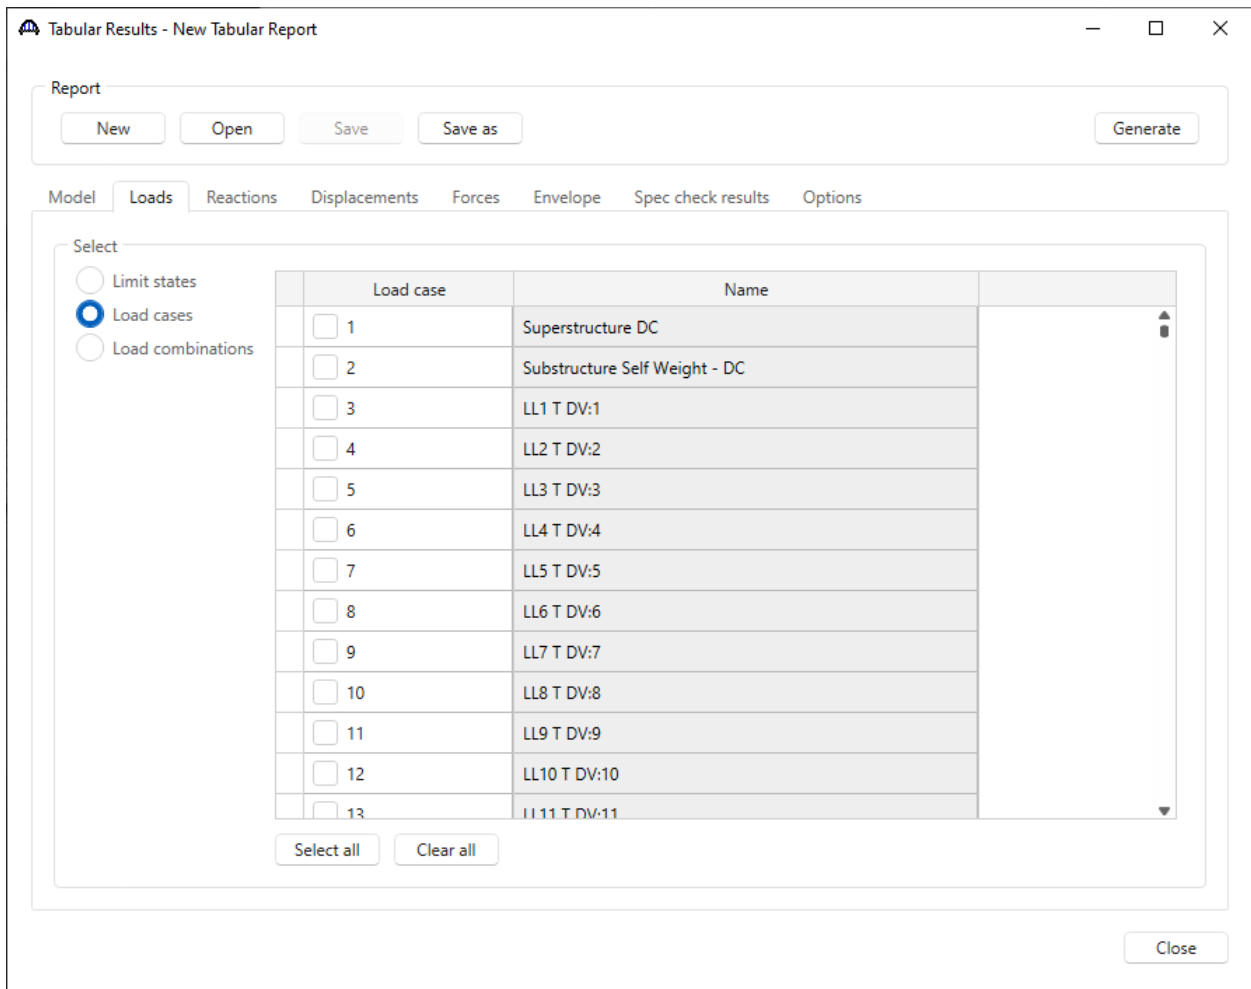 Tabular Results - New Tabular Report
Report
New Open Save Save as Generate
Model Loads Reactions Displacements Forces Envelope Spec check results Options
Select
Limit states
Load cases
Load combinations
Load case Name
1 Superstructure DC
2 Substructure Self Weight - DC
3 LL1 T DV:1
4 LL2 T DV:2
5 LL3 T DV:3
6 LL4 T DV:4
7 LL5 T DV:5
8 LL6 T DV:6
9 LL7 T DV:7
10 LL8 T DV:8
11 LL9 T DV:9
12 LL10 T DV:10
13 LL11 T DV:11
Select all Clear all
Close